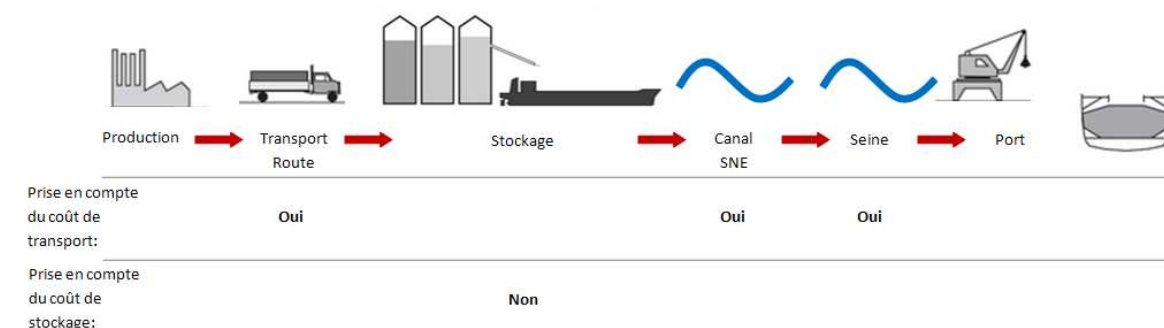 Production
Transport
Route
Stockage
Canal
SNE
Seine
Port
Prise en compte
du coût de
transport:
Oui
Oui
Oui
Prise en compte
du coût de
stockage:
Non